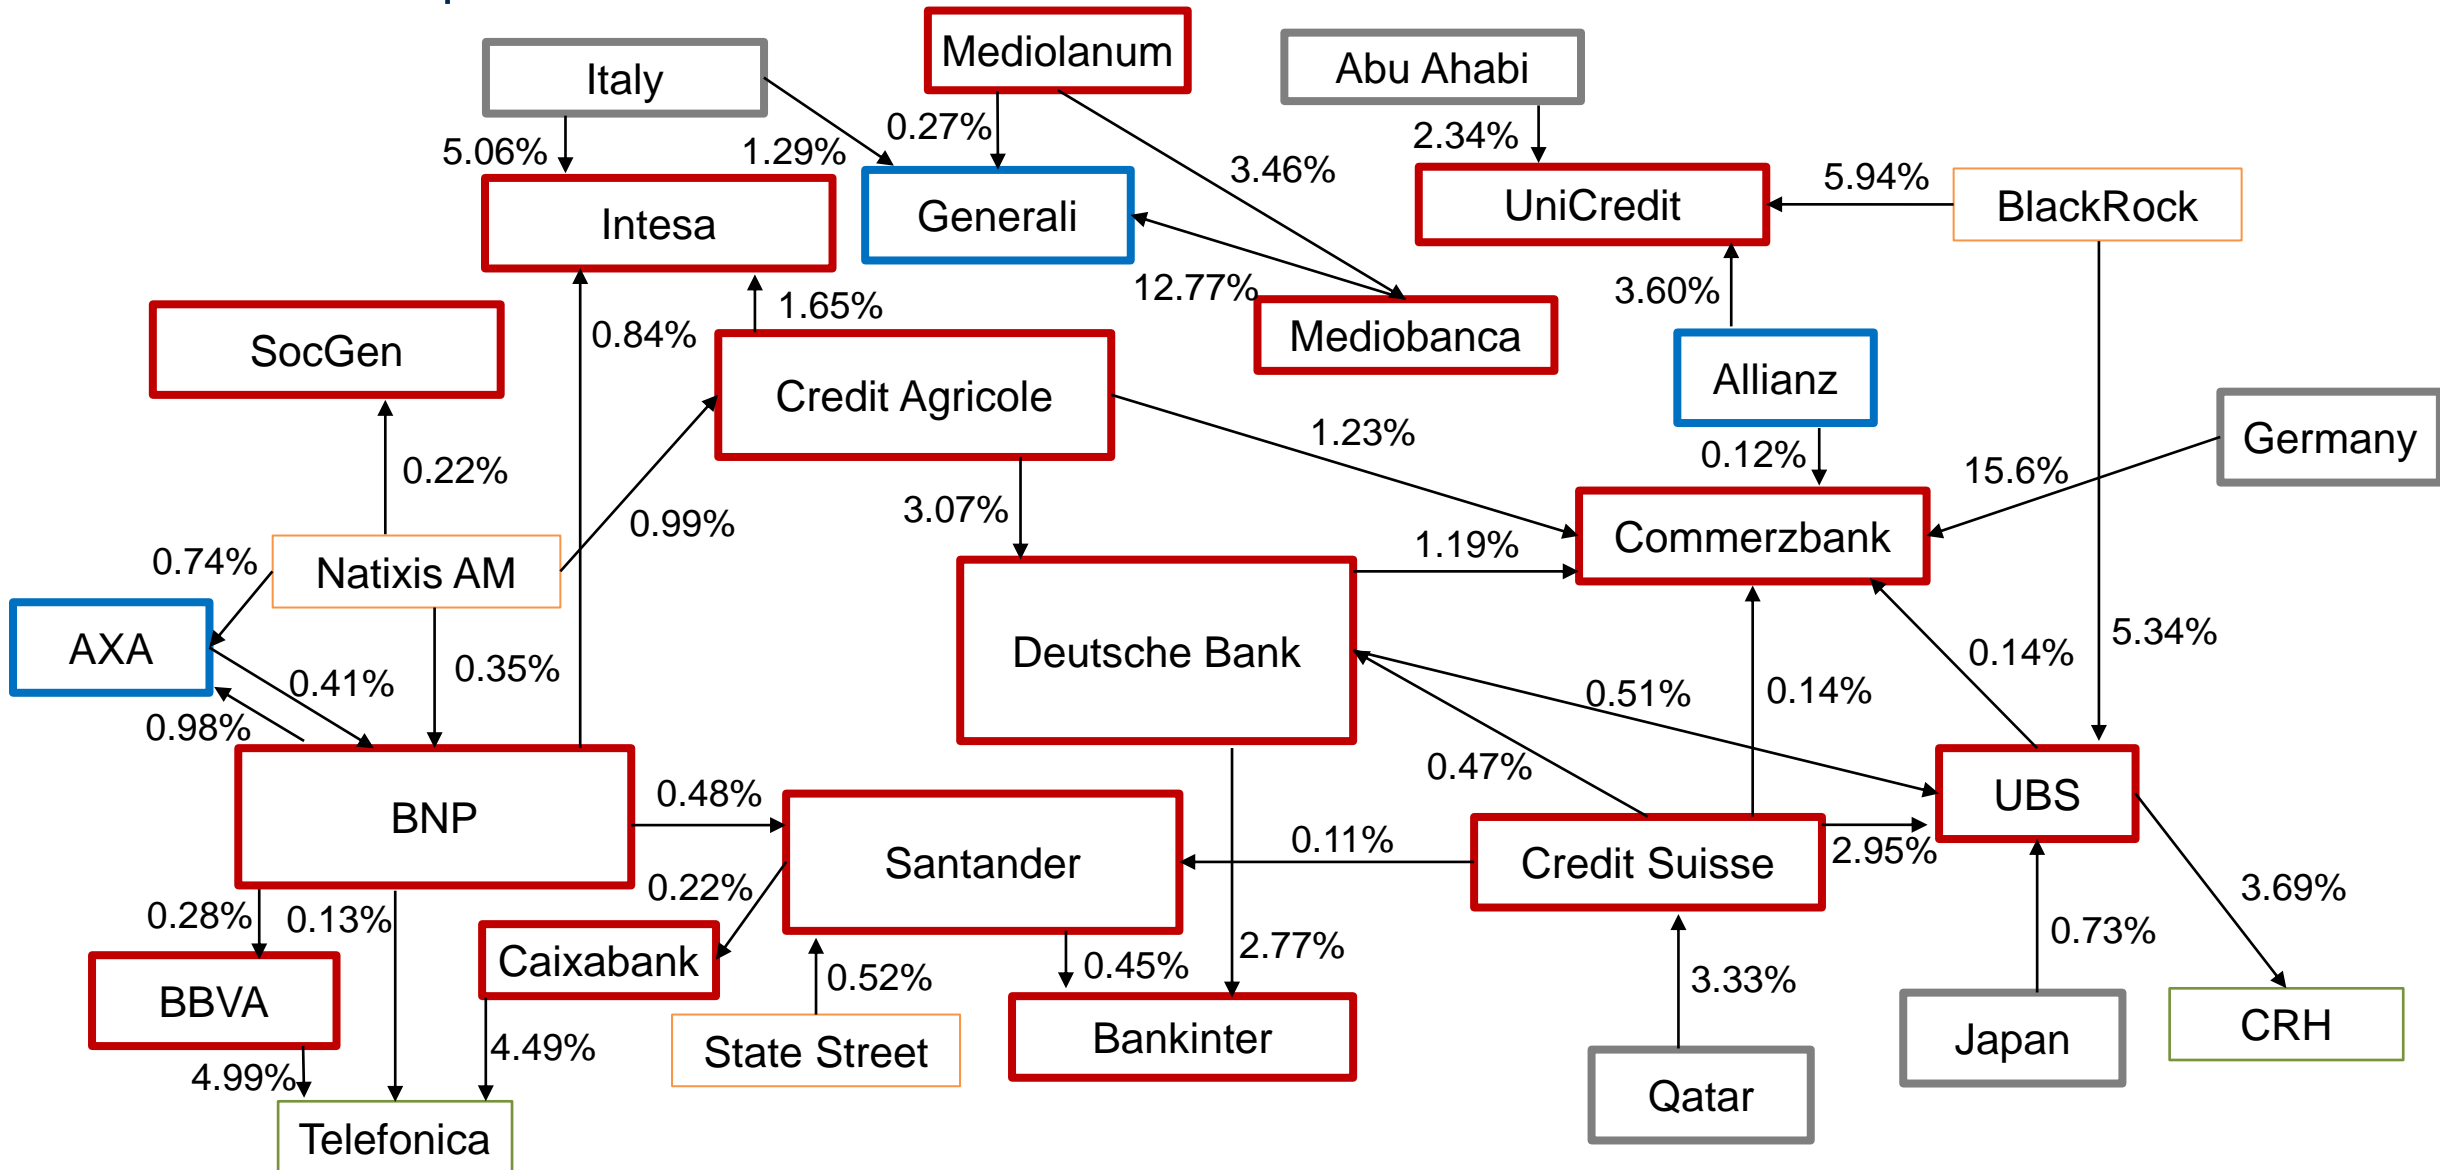 Mediolanum
Italy
Abu Ahabi
0.27%
2.34%
5.06%
1.29%
3.46%
5.94%
UniCredit
BlackRock
Generali
Intesa
12.77%
3.60%
1.65%
0.84%
Mediobanca
SocGen
Allianz
Credit Agricole
1.23%
Germany
0.12%
0.22%
15.6%
3.07%
0.99%
Commerzbank
1.19%
0.74%
Natixis AM
AXA
Deutsche Bank
5.34%
0.14%
0.35%
0.41%
0.51%
0.14%
0.98%
0.47%
0.48%
UBS
BNP
0.11%
2.95%
Santander
Credit Suisse
0.22%
3.69%
0.28%
0.13%
0.73%
2.77%
Caixabank
0.45%
0.52%
3.33%
BBVA
CRH
4.49%
State Street
Bankinter
Japan
4.99%
Qatar
Telefonica